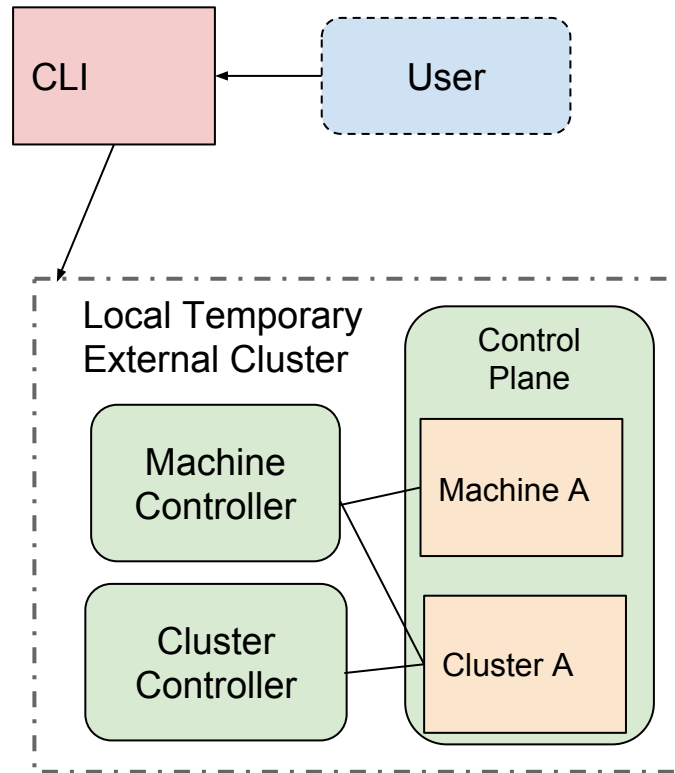 CLI
User
Local Temporary
External Cluster
Control
Plane
Machine
Controller
Machine A
Cluster
Controller
Cluster A